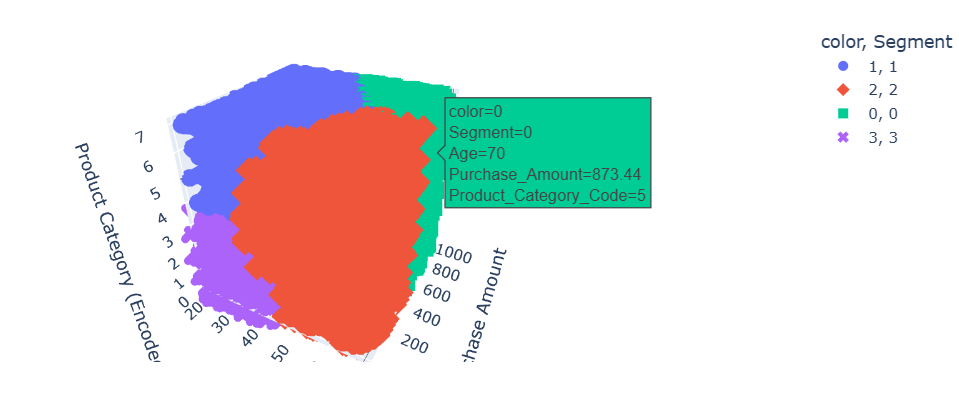 color, Segment
1, 1
2, 2
0, 0
3, 3
color=0
Segment=0
Age=70
Purchase_Amount=873.44
Product_Category_Code=5
7
6
5
4
3
2
1
0
Product Category (Encode
20
30
40
50
1000
800
600
400
200
chase Amount